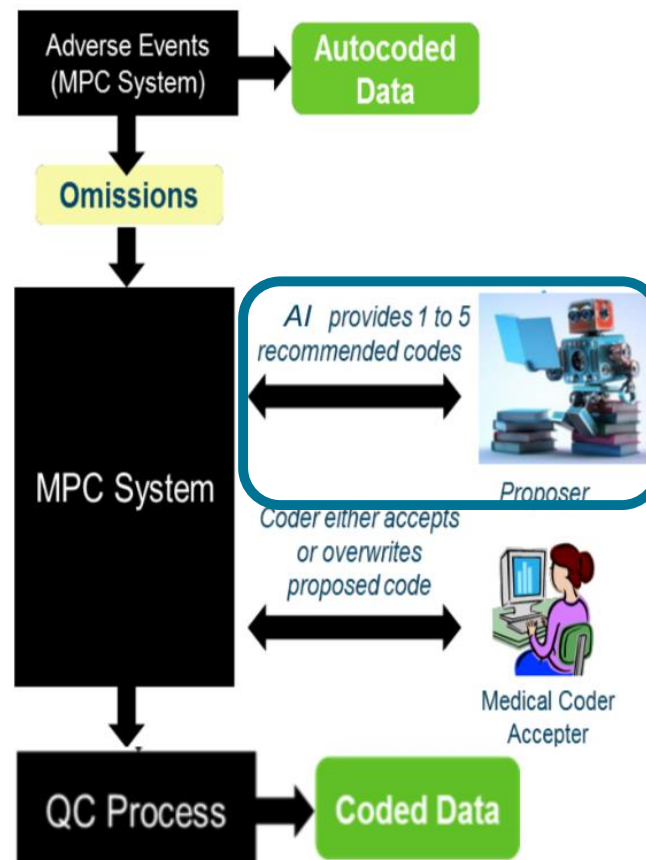 Adverse Events
(MPC System)
Autocoded
Data
Omissions
AI provides 1 to 5
recommended codes
MPC System
Proposer
Coder either accepts
or overwrites
proposed code
Medical Coder
Accepter
QC Process
Coded Data